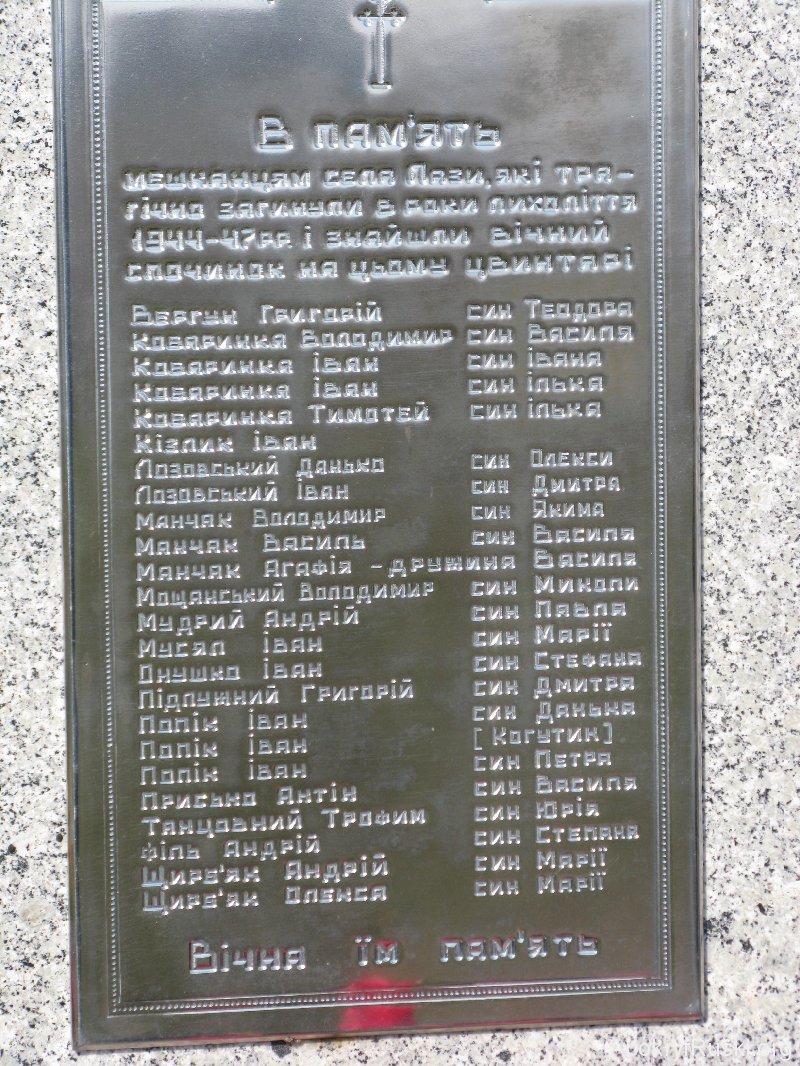 В ПАМ'ЯТЬ
мешканцям села Лази, які тра-
гічно загинули в роки лихоліття
1944-47рр. і знайшли вічний
спочинок на цьому цвинтарі
Вергун Григорій син Теодора
Коваринка Володимир син Василя
Коваринка Іван син Івана
Коваринка Іван син Ілька
Коваринка Тимотей син Ілька
Кізлик Іван
Лозовський Данько син Олекси
Лозовський Іван син Дмитра
Манчак Володимир син Якима
Манчак Василь син Василя
Манчак Агафія - дружина Василя
Мощанський Володимир син Миколи
Мудрий Андрій син Павла
Мусял Іван син Марії
Онушко Іван син Стефана
Підлужний Григорій син Дмитра
Попік Іван син Данька
Попік Іван [Когутик]
Попік Іван син Петра
Присько Антін син Василя
Танцовний Трофим син Юрія
Філь Андрій син Степана
Щирб'як Андрій син Марії
Щирб'як Олекса син Марії
Вічна їм пам'ять